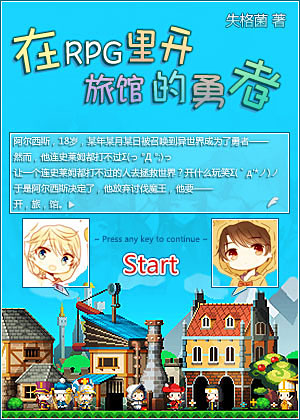 失格菌 著
在RPG里开
旅馆的勇者
阿尔西斯，18岁，某年某月某日被召唤到异世界成为了勇者——
然而，他连史莱姆都打不过Σ(っ °Д °;)っ
让一个连史莱姆都打不过的人去拯救世界？开什么玩笑Σ(ﾟдﾟ;)ﾉ
于是阿尔西斯决定了，他放弃讨伐魔王，他要——
开，旅，馆。▶
– Press any key to continue –
Start